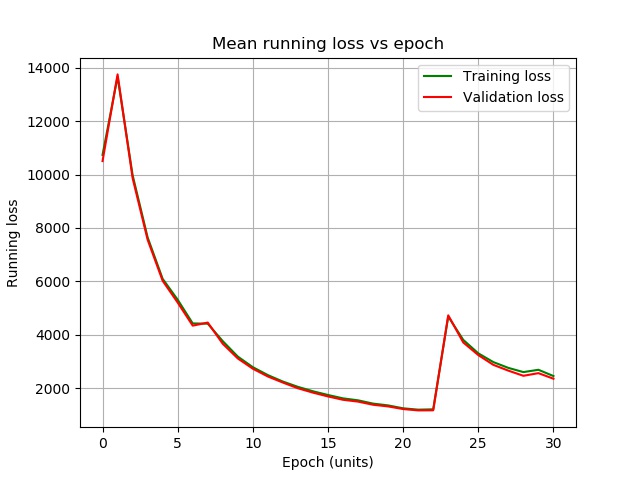 Mean running loss vs epoch
Training loss
Validation loss
14000
12000
10000
8000
6000
4000
2000
Running loss
0 5 10 15 20 25 30
Epoch (units)